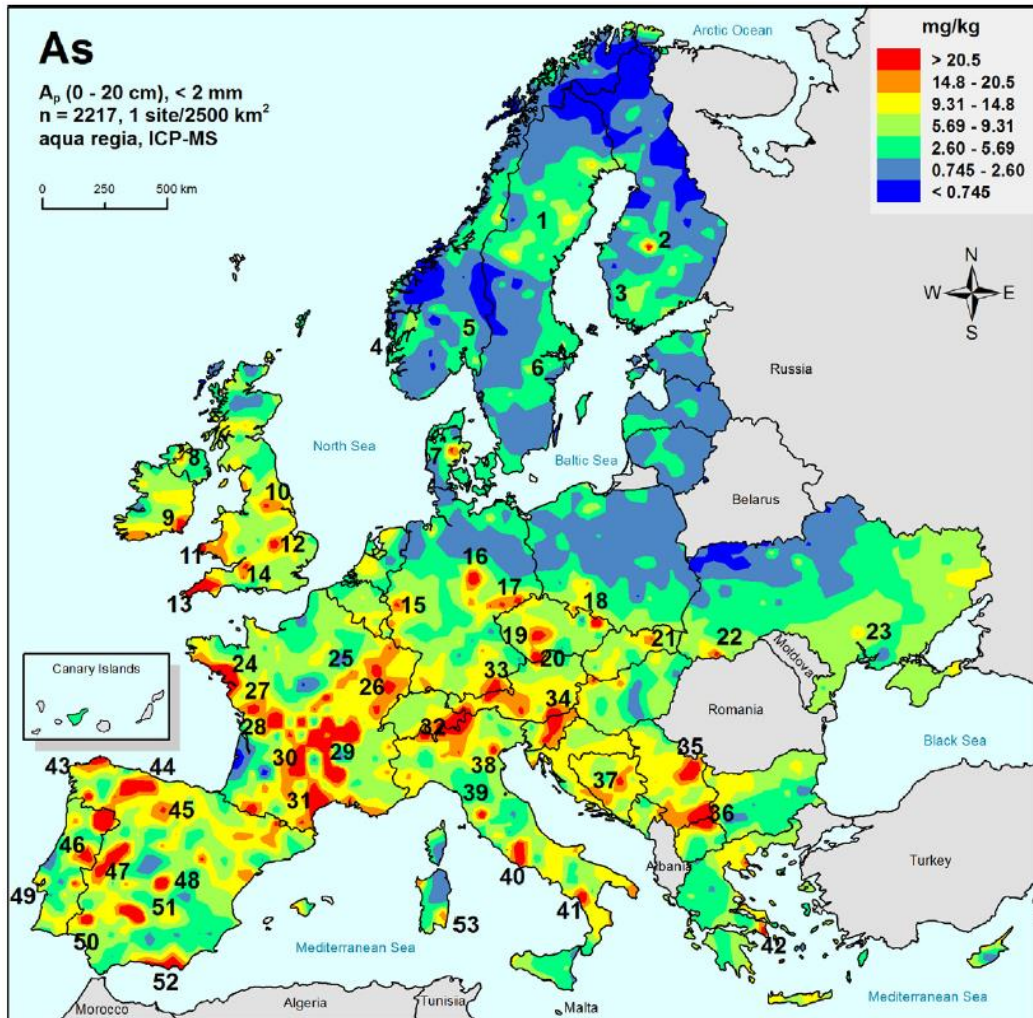 As
A_p (0 - 20 cm), < 2 mm
n = 2217, 1 site/2500 km²
aqua regia, ICP-MS
0 250 500 km
mg/kg
> 20.5
14.8 - 20.5
9.31 - 14.8
5.69 - 9.31
2.60 - 5.69
0.745 - 2.60
< 0.745
N
W E
S
Arctic Ocean
1
2
3
4
5
6
Russia
North Sea
7
Baltic Sea
Belarus
8
9
10
11
12
13
14
15
16
17
18
19
20
21
22
23
Moldova
Canary Islands
24
25
26
27
28
29
30
31
32
33
34
Romania
Black Sea
35
36
37
38
39
40
41
42
43
44
45
46
47
48
49
50
51
52
53
Albania
Turkey
Mediterranean Sea
Morocco
Algeria
Tunisia
Malta
Mediterranean Sea